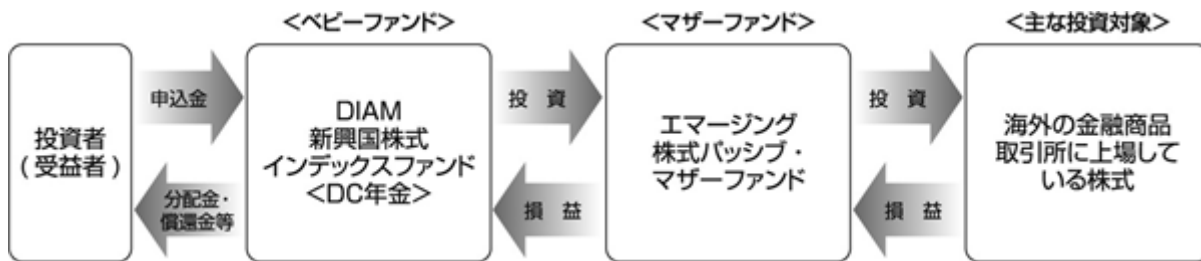 <ベビーファンド>
<マザーファンド>
<主な投資対象>
投資者
(受益者)
申込金
分配金・
償還金等
DIAM
新興国株式
インデックスファンド
<DC年金>
投 資
損 益
エマージング
株式パッシブ・
マザーファンド
投 資
損 益
海外の金融商品
取引所に上場して
いる株式